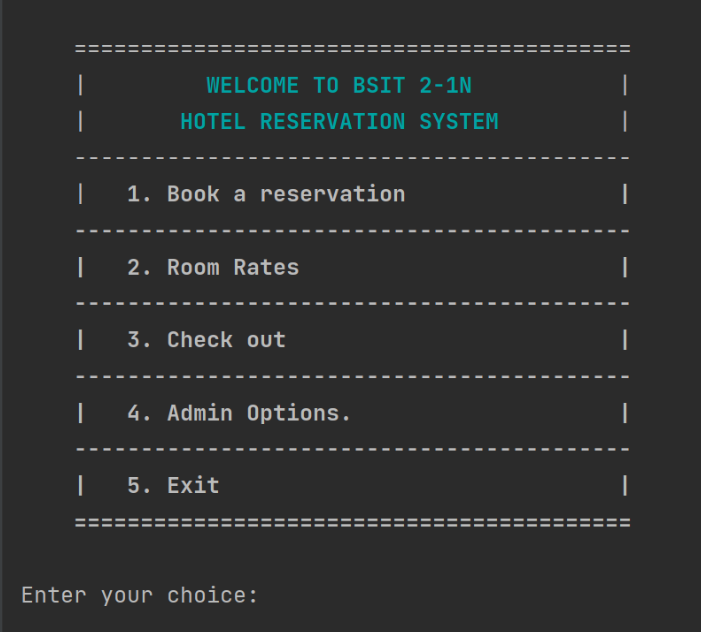 ==========================================
|         WELCOME TO BSIT 2-1N           |
|       HOTEL RESERVATION SYSTEM         |
------------------------------------------
|   1. Book a reservation                |
------------------------------------------
|   2. Room Rates                        |
------------------------------------------
|   3. Check out                         |
------------------------------------------
|   4. Admin Options.                    |
------------------------------------------
|   5. Exit                              |
==========================================
Enter your choice: